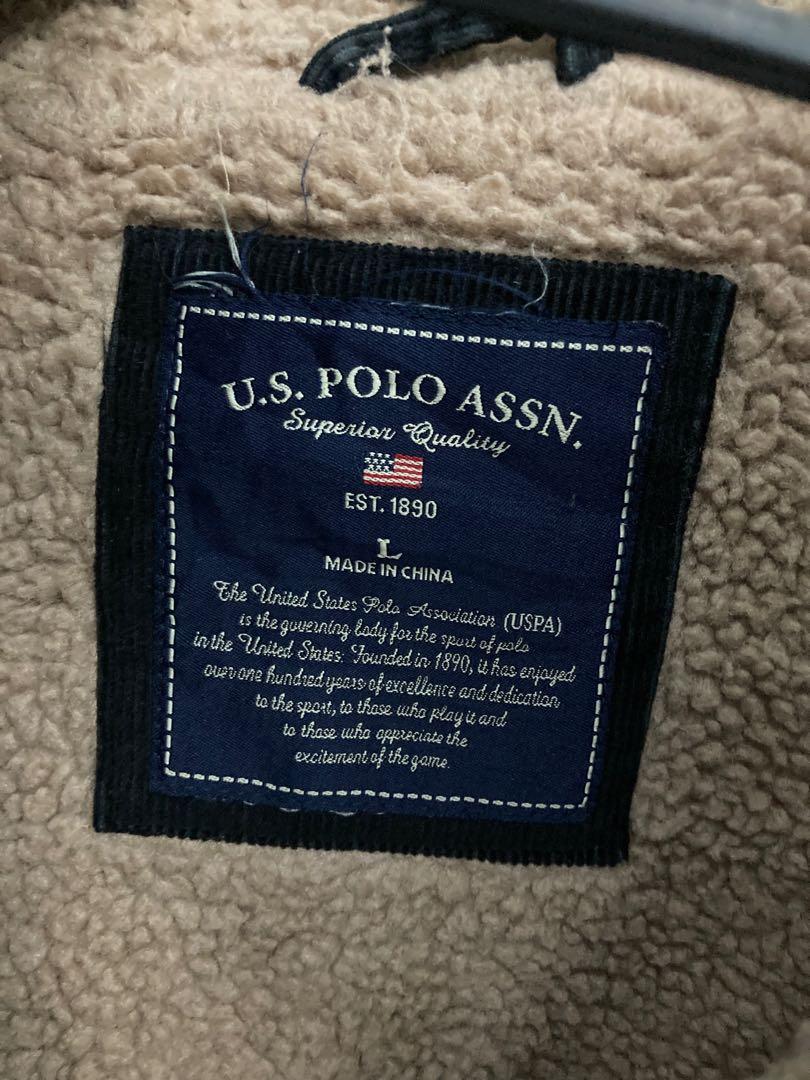 U.S. POLO ASSN.
Superior Quality
EST. 1890
L
MADE IN CHINA
The United States Polo Association (USPA)
is the governing body for the sport of polo
in the United States. Founded in 1890, it has enjoyed
over one hundred years of excellence and dedication
to the sport, to those who play it and
to those who appreciate the
excitement of the game.